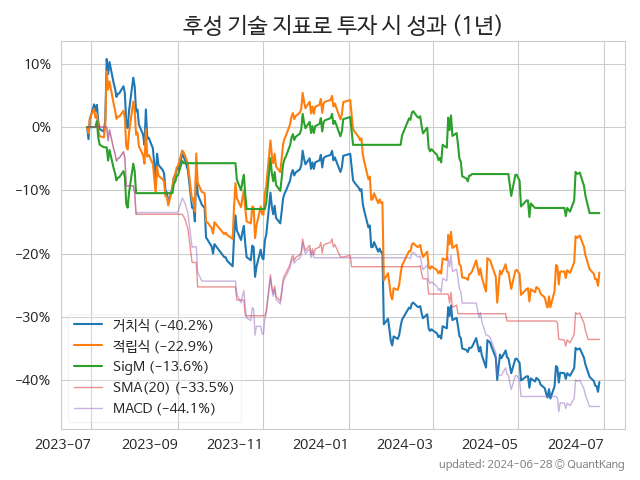 후성 기술 지표로 투자 시 성과 (1년)
10%
0%
−10%
−20%
−30%
−40%
거치식 (−40.2%)
적립식 (−22.9%)
SigM (−13.6%)
SMA(20) (−33.5%)
MACD (−44.1%)
2023-07 2023-09 2023-11 2024-01 2024-03 2024-05 2024-07
updated: 2024-06-28 © QuantKang